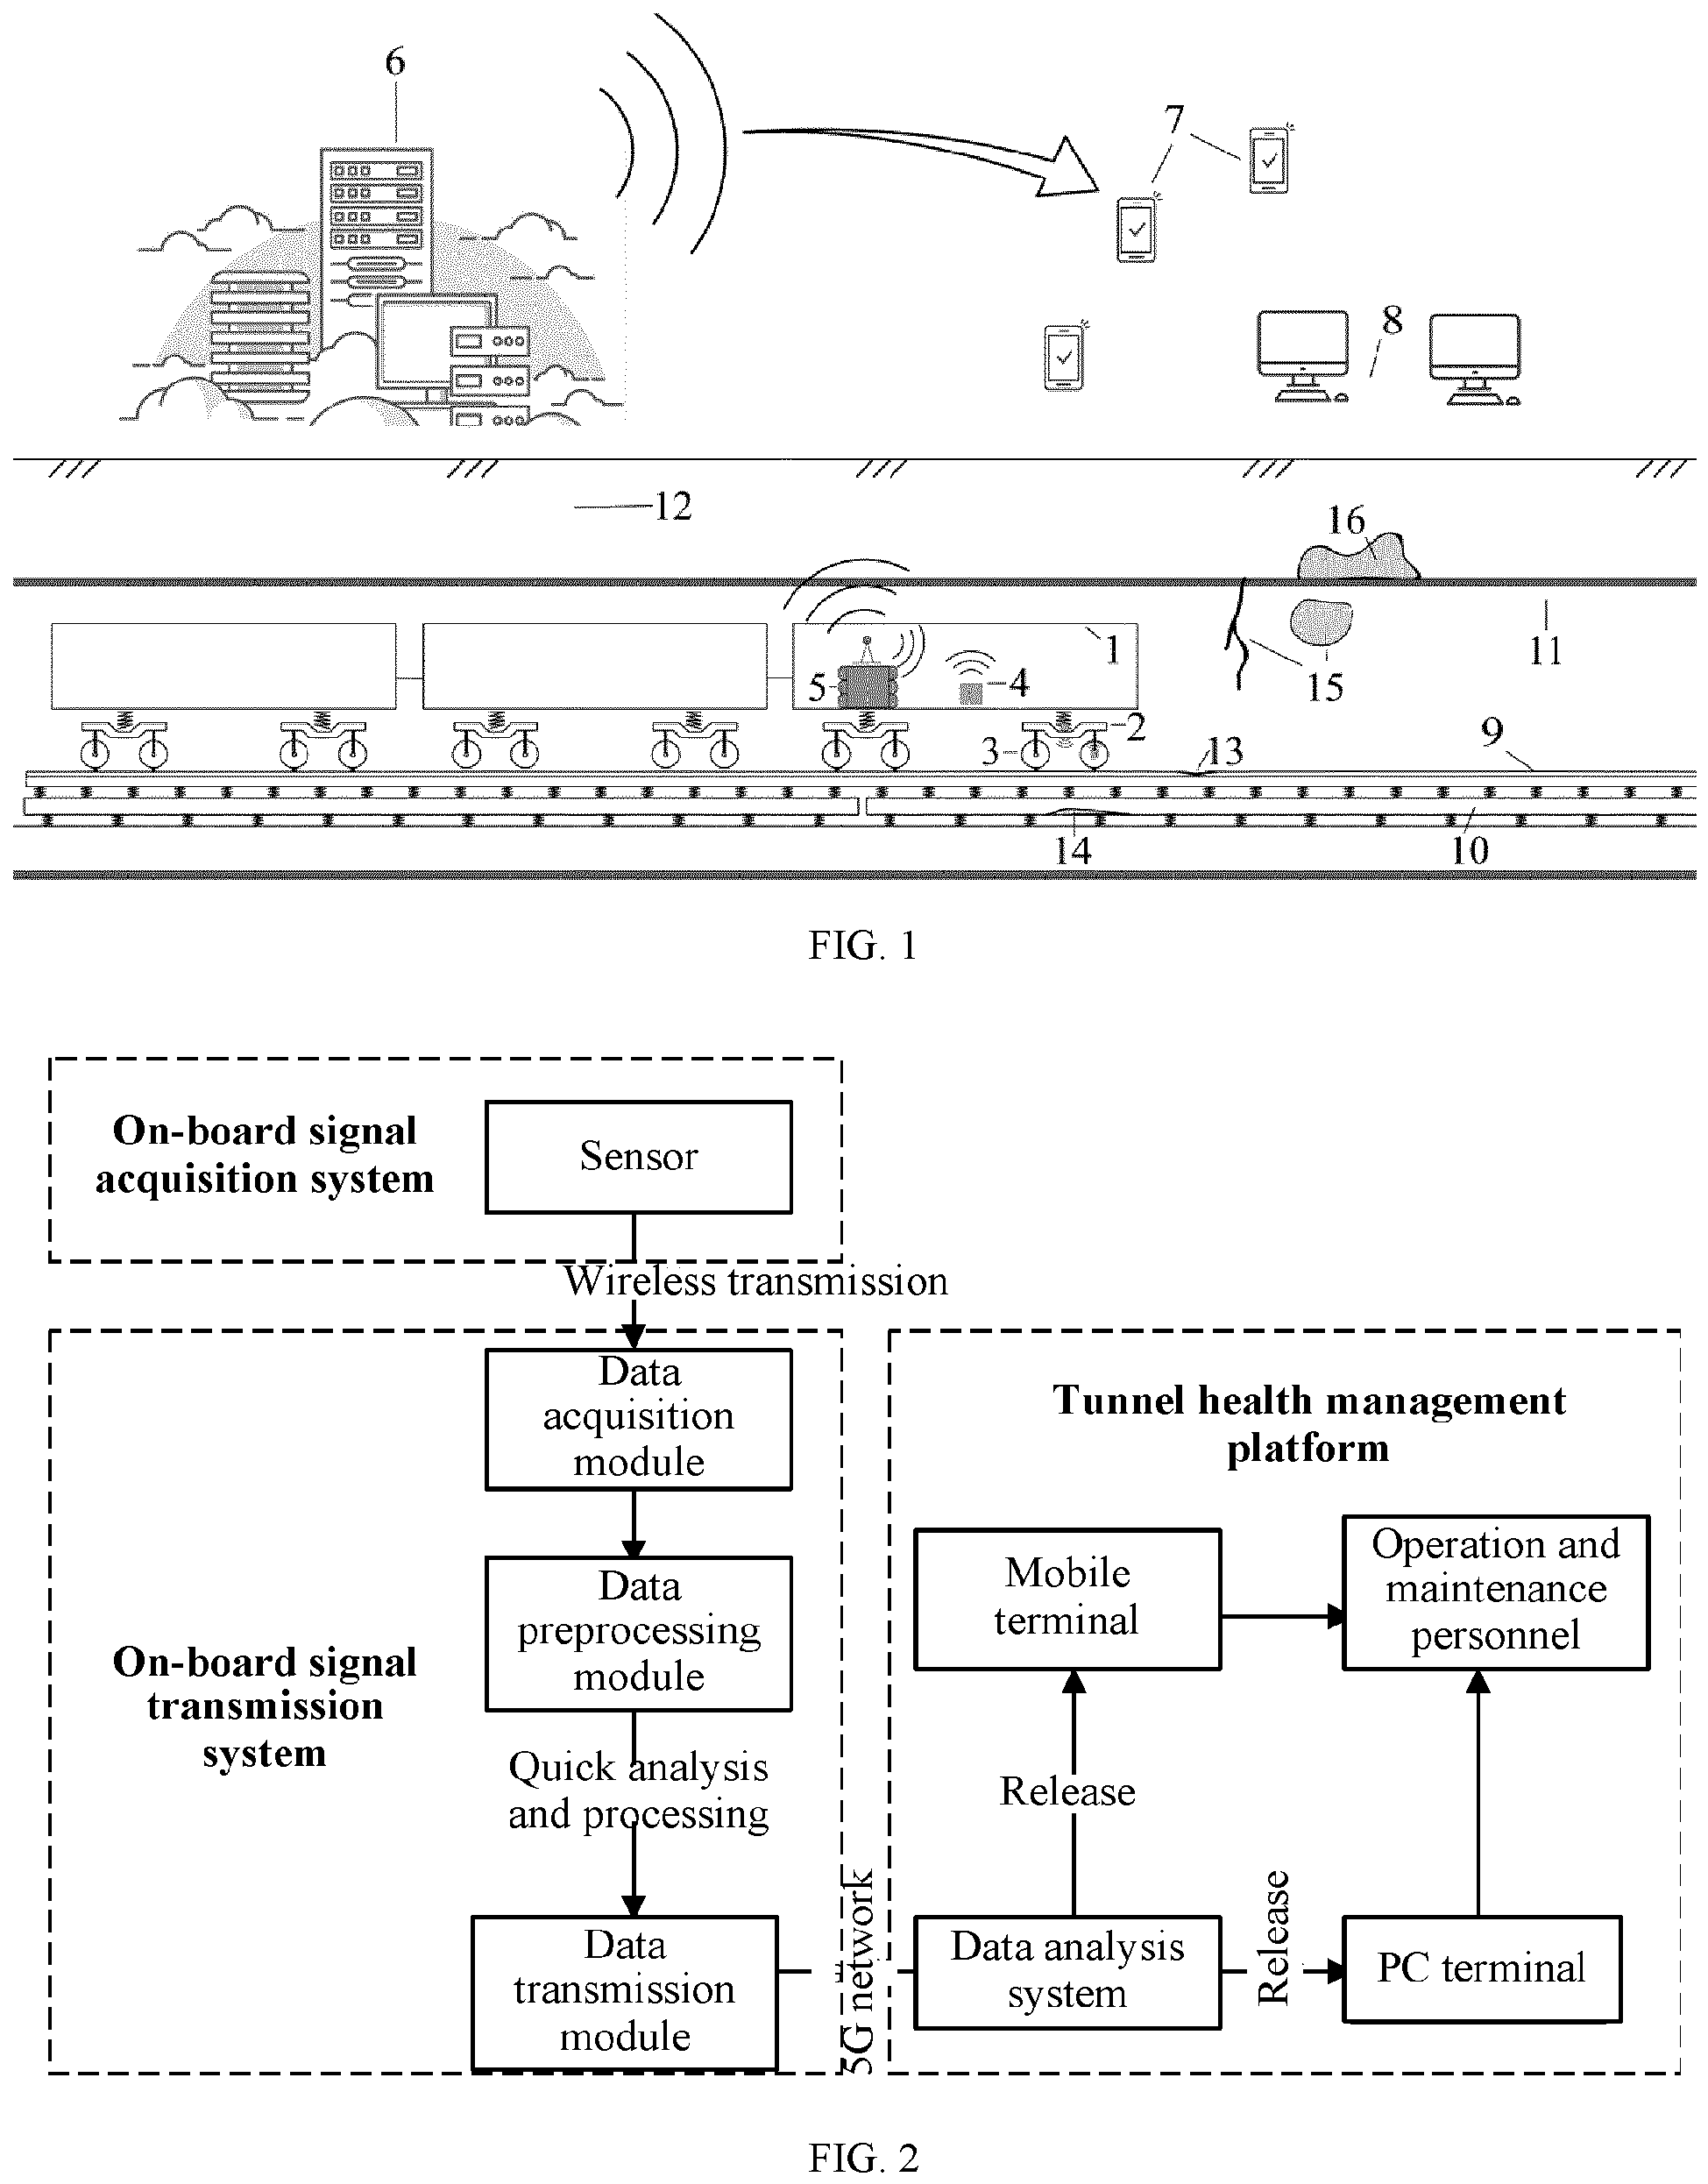 6
7
8
12
16
1
5
4
15
11
2
3
13
9
14
10
FIG. 1
On-board signal
acquisition system
Sensor
Wireless transmission
Data
acquisition
module
Tunnel health management
platform
Data
preprocessing
module
Mobile
terminal
Operation and
maintenance
personnel
On-board signal
transmission
system
Quick analysis
and processing
Release
Data
transmission
module
5G network
Data analysis
system
Release
PC terminal
FIG. 2